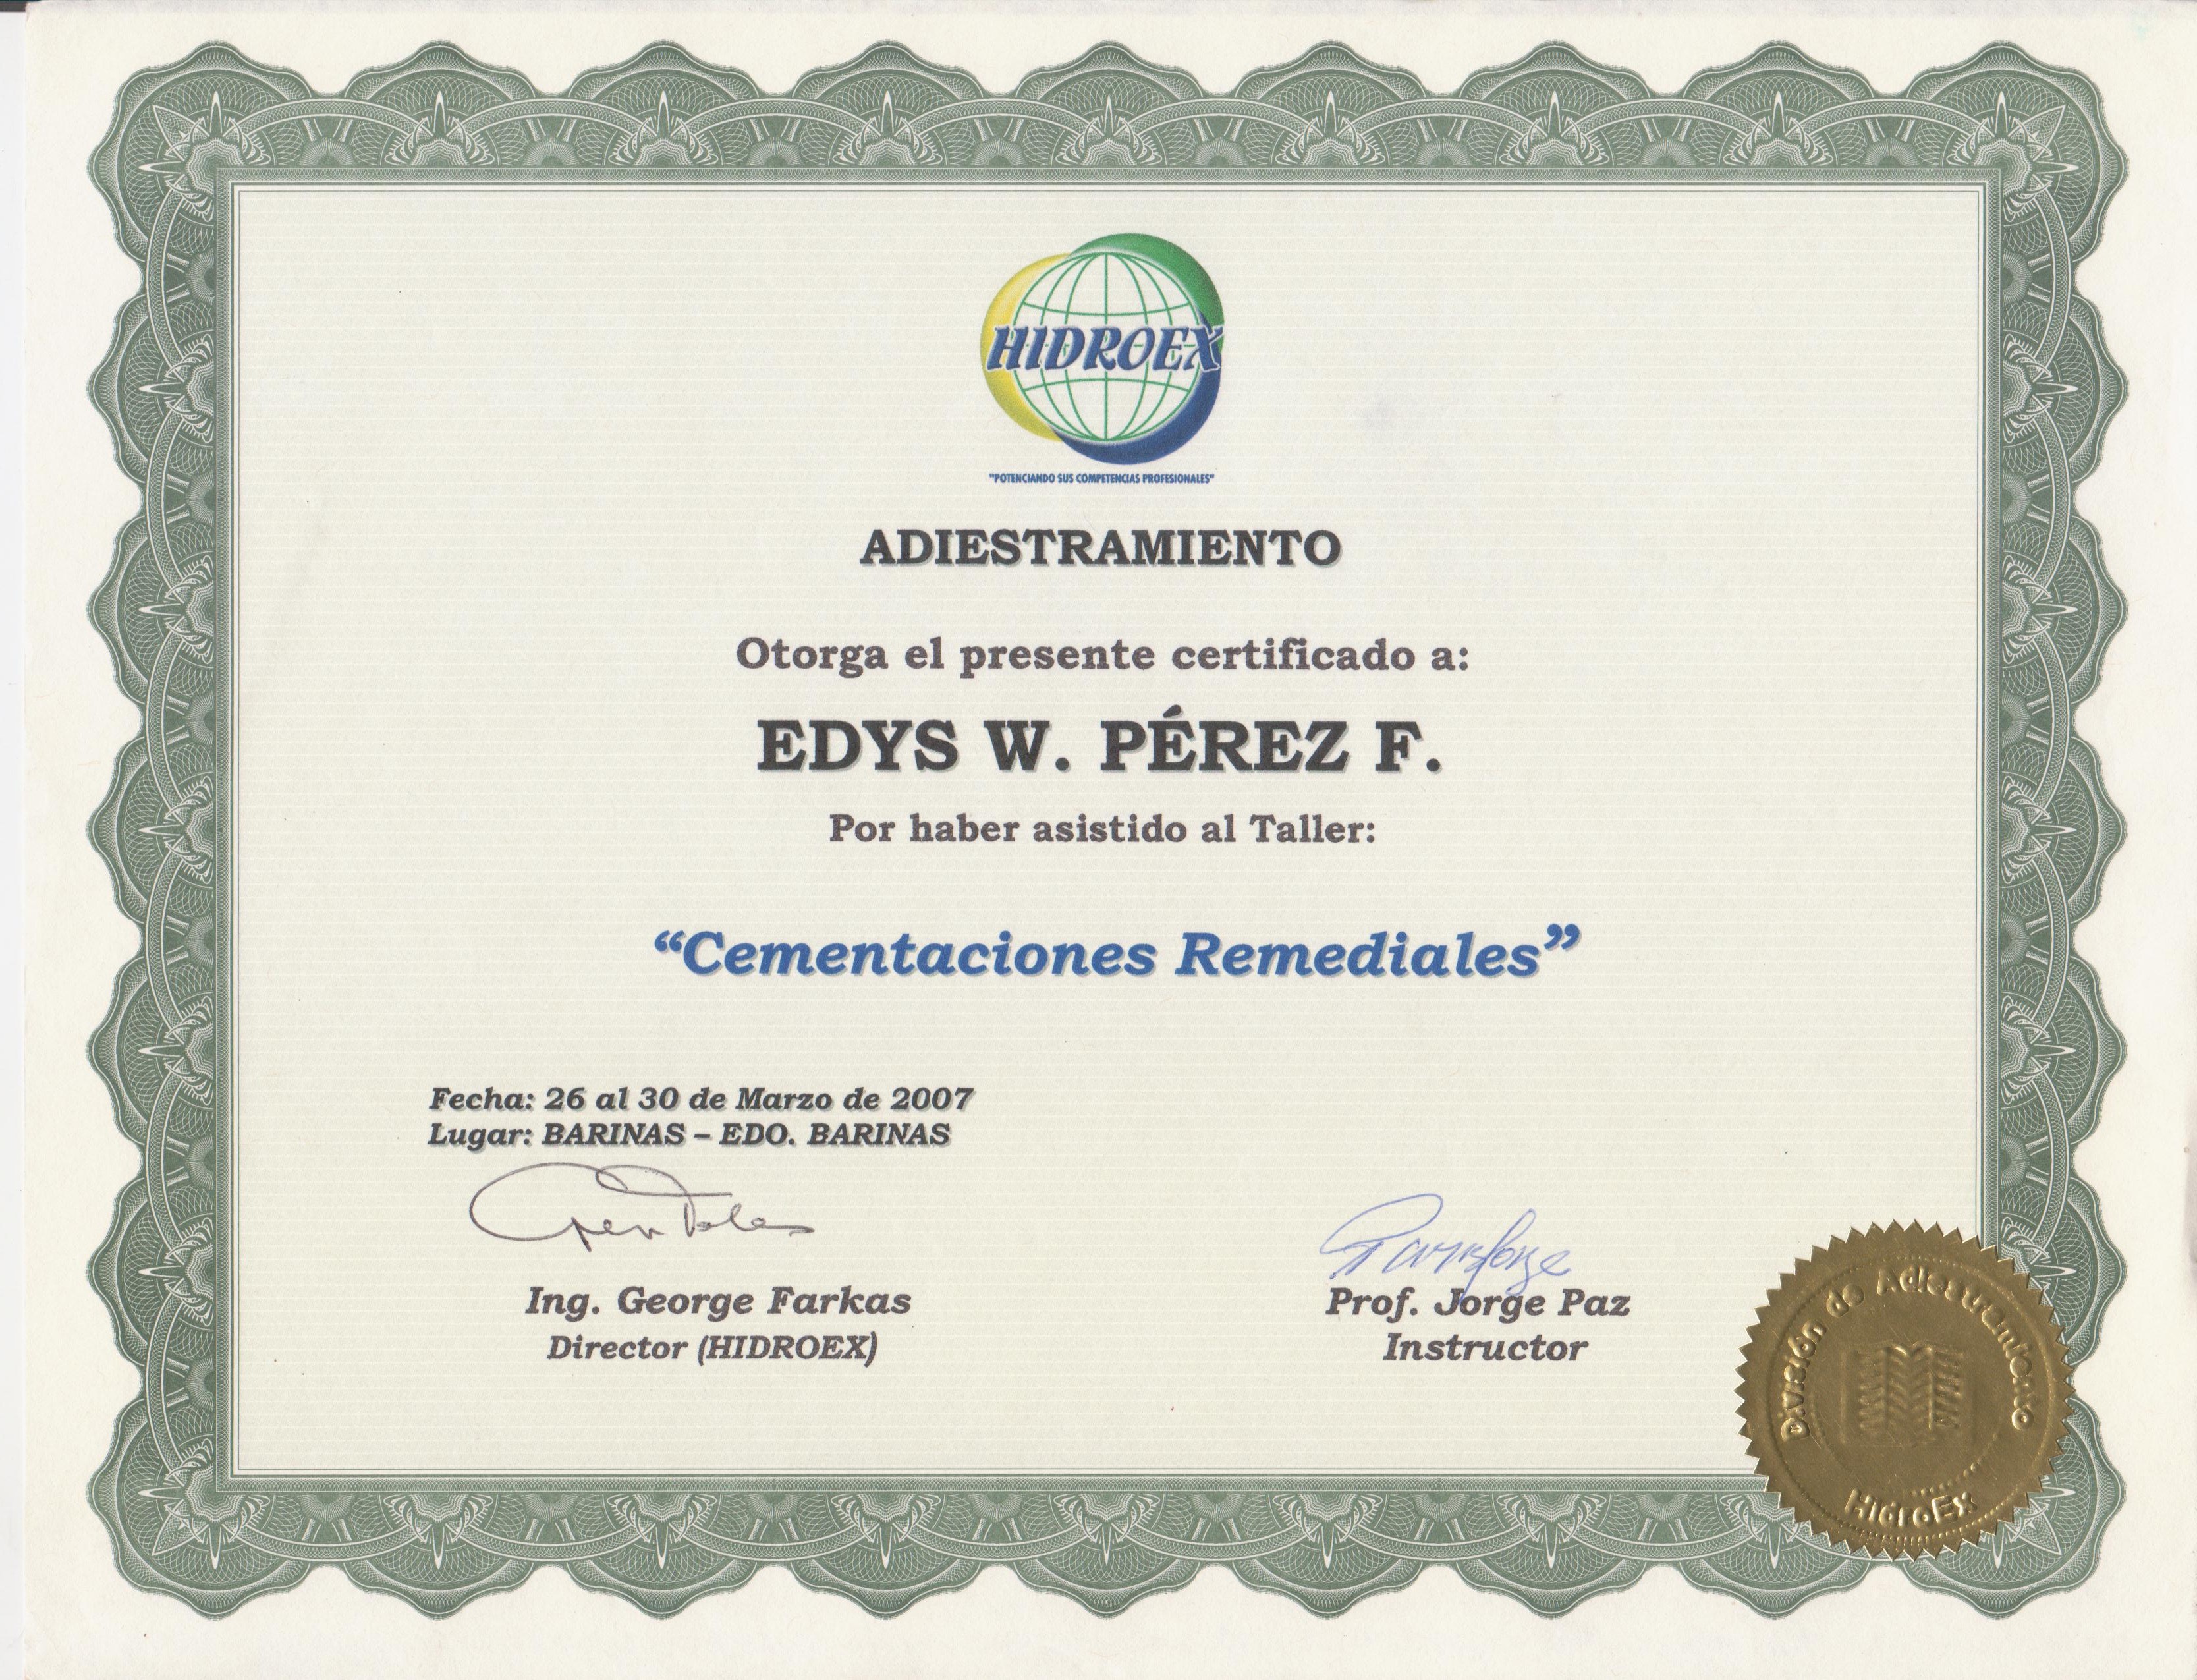 HIDROEX
"POTENCIANDO SUS COMPETENCIAS PROFESIONALES"
ADIESTRAMIENTO
Otorga el presente certificado a:
EDYS W. PÉREZ F.
Por haber asistido al Taller:
“Cementaciones Remediales”
Fecha: 26 al 30 de Marzo de 2007
Lugar: BARINAS – EDO. BARINAS
Ing. George Farkas
Director (HIDROEX)
Prof. Jorge Paz
Instructor
División de Adiestramiento
HidroEx